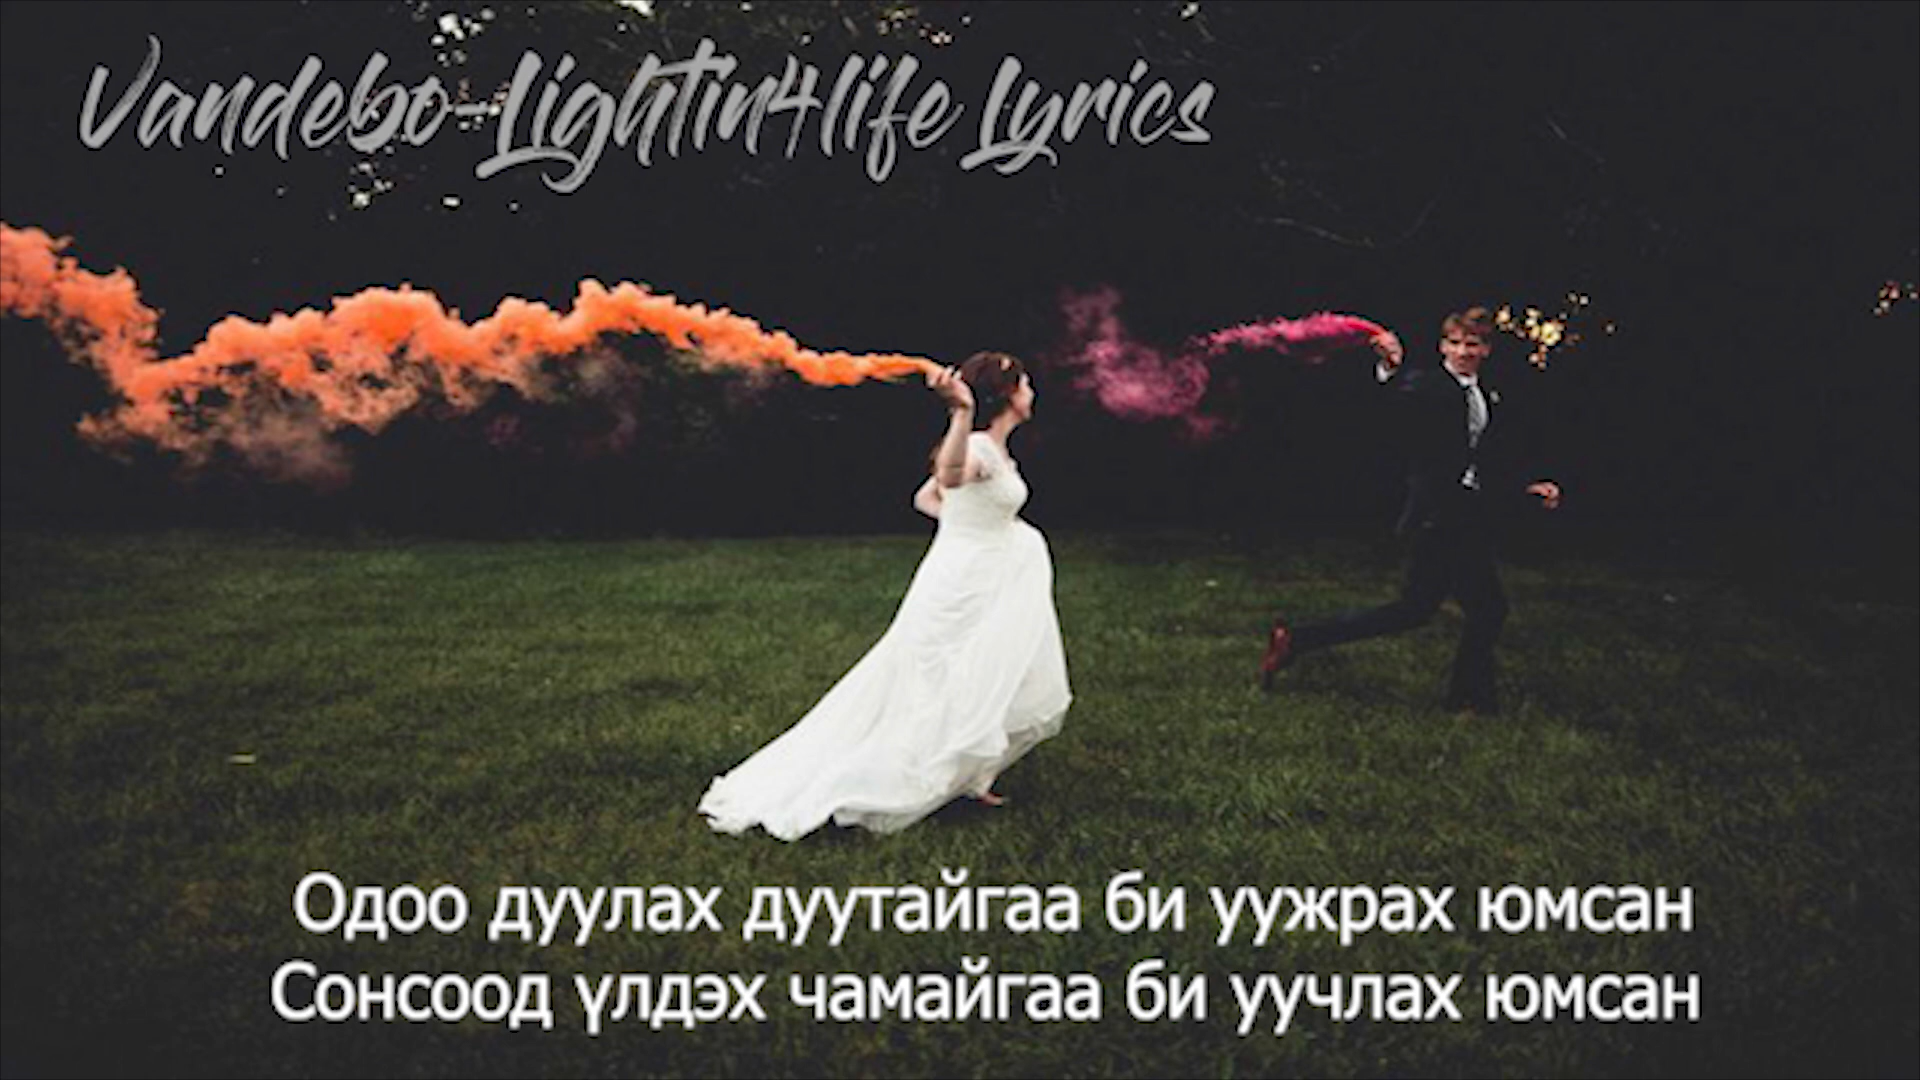 Vandebo-Lightin4life Lyrics
Одоо дуулах дуутайгаа би уужрах юмсан
Сонсоод үлдэх чамайгаа би уучлах юмсан